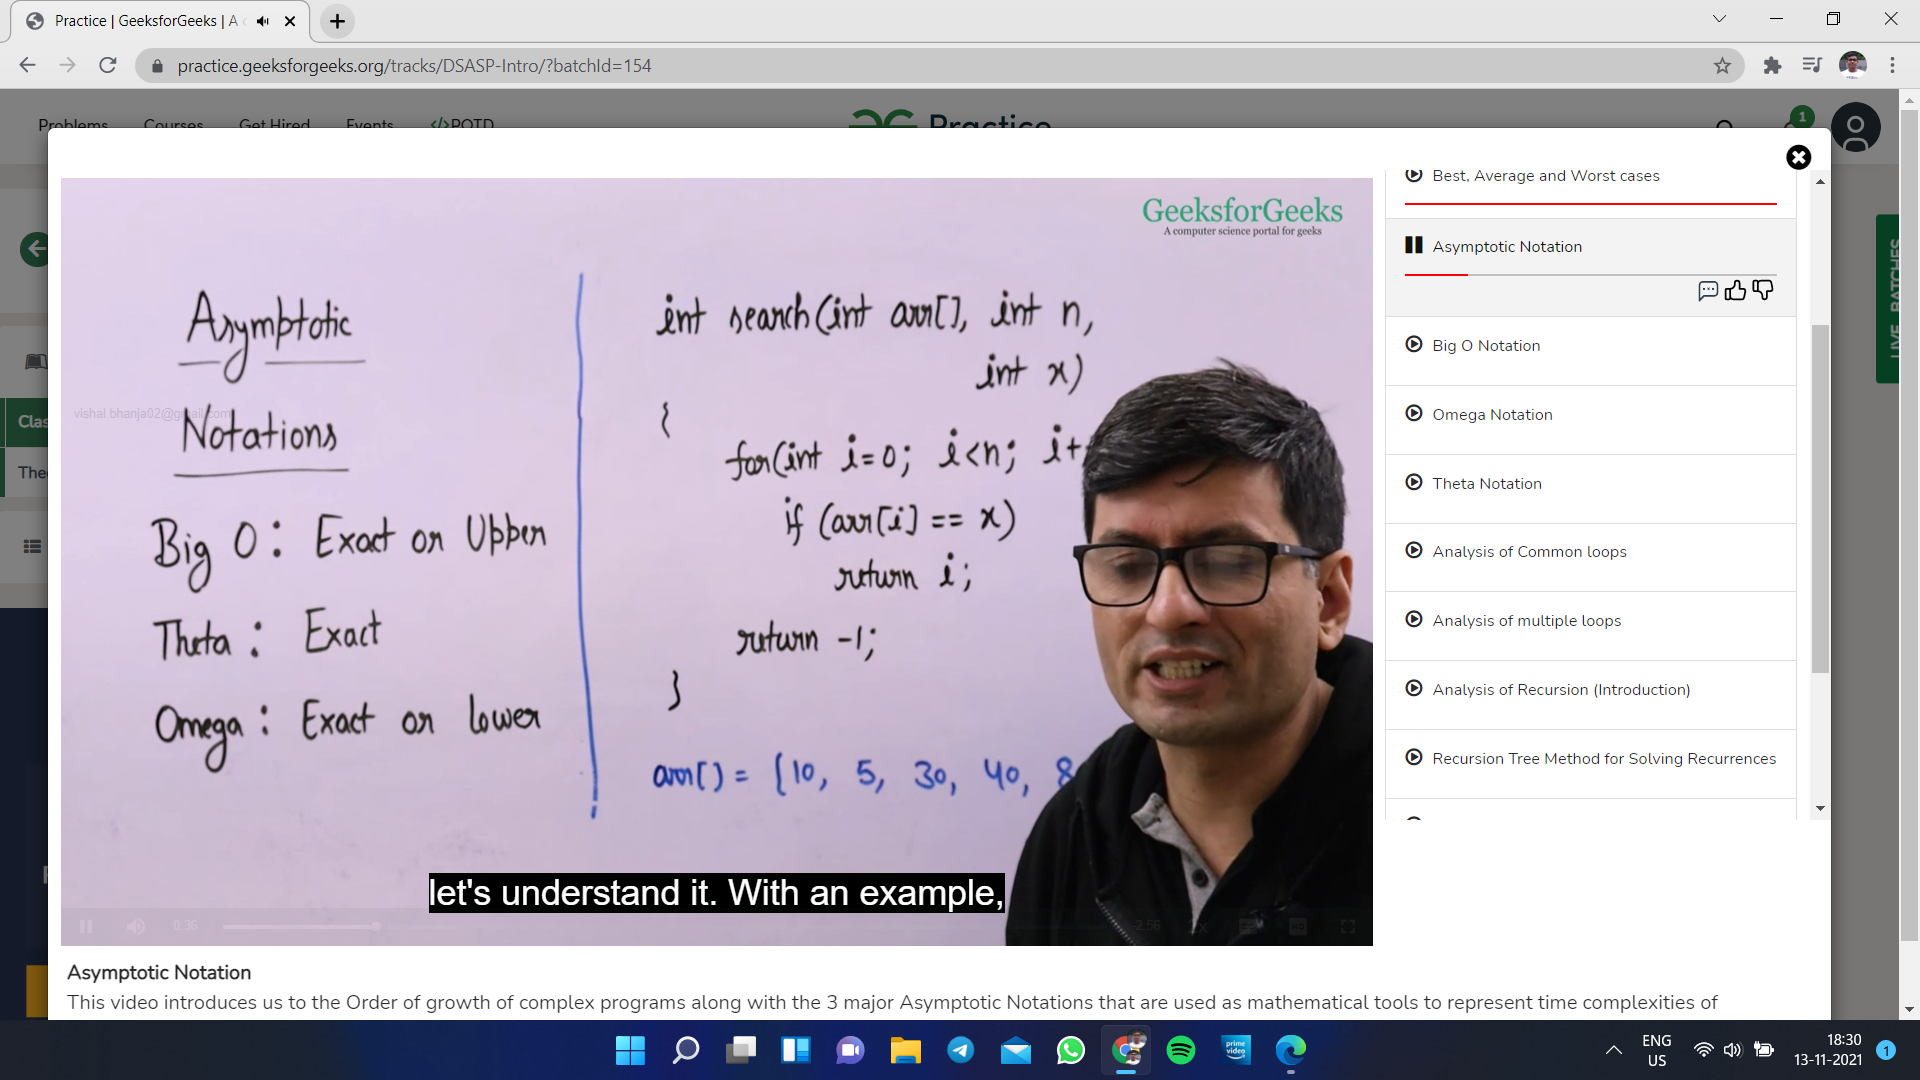 Practice | GeeksforGeeks | A
practice.geeksforgeeks.org/tracks/DSASP-Intro/?batchId=154
Problems
Courses
Get Hired
Events
</>POTD
Practice
1
LIVE BATCHES
Clas
The
GeeksforGeeks
A computer science portal for geeks
Asymptotic
Notations
vishal.bhanja02@gmail.com
Big O: Exact or Upper
Theta: Exact
Omega: Exact or lower
int search(int arr[], int n,
int x)
{
for(int i=0; i<n; i+
if (arr[i] == x)
return i;
return -1;
}
arr[] = {10, 5, 30, 40, 8
let's understand it. With an example,
0:36
-2:56
Best, Average and Worst cases
Asymptotic Notation
Big O Notation
Omega Notation
Theta Notation
Analysis of Common loops
Analysis of multiple loops
Analysis of Recursion (Introduction)
Recursion Tree Method for Solving Recurrences
Asymptotic Notation
This video introduces us to the Order of growth of complex programs along with the 3 major Asymptotic Notations that are used as mathematical tools to represent time complexities of
prime video
ENG
US
18:30
13-11-2021
1